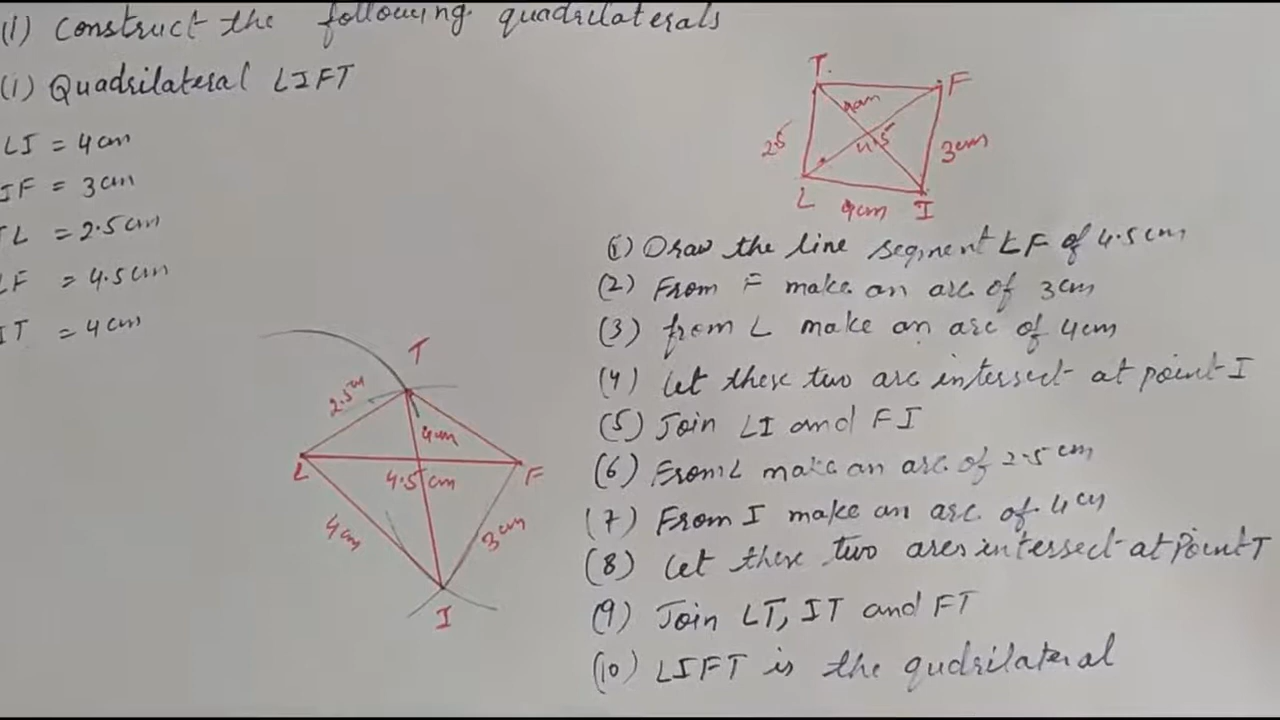 (1) Construct the following quadrilaterals
(1) Quadrilateral LIFT
LI = 4cm
IF = 3cm
TL = 2.5cm
LF = 4.5cm
IT = 4cm
T
F
4cm
4.5
2.5
3cm
L
4cm
I
(1) Draw the line segment LF of 4.5cm
(2) From F make an arc of 3cm
(3) from L make an arc of 4cm
(4) Let these two arc intersect at point I
(5) Join LI and FI
(6) From L make an arc of 2.5cm
(7) From I make an arc of 4cm
(8) Let these two arcs intersect at Point T
(9) Join LT, IT and FT
(10) LIFT is the qudrilateral
T
2.5cm
4cm
L
F
4.5cm
4cm
3cm
I